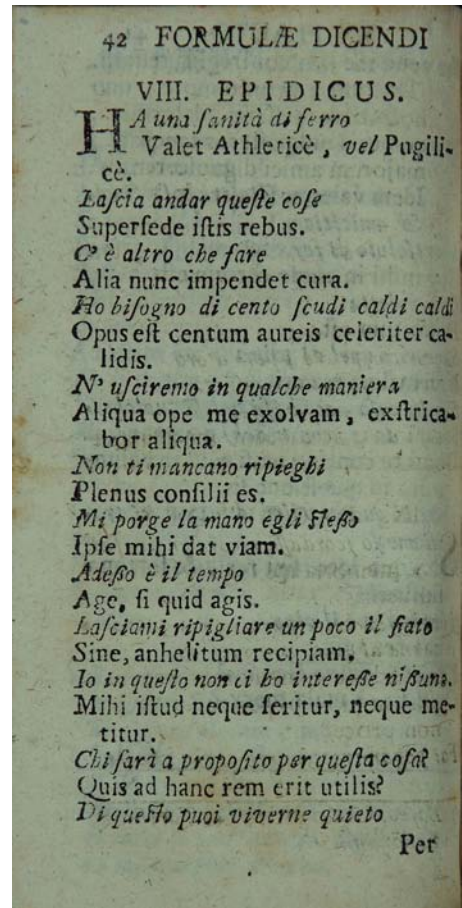 42 FORMULÆ DICENDI
VIII. EPIDICUS.
HA una ſanità di ferro
Valet Athleticè, vel Pugili-
cè.
Laſcia andar queſte coſe
Superſede iſtis rebus.
C' è altro che fare
Alia nunc impendet cura.
Ho biſogno di cento ſcudi caldi caldi
Opus eſt centum aureis celeriter ca-
lidis.
N' uſciremo in qualche maniera
Aliquà ope me exolvam, exſtrica-
bor aliqua.
Non ti mancano ripieghi
Plenus conſilii es.
Mi porge la mano egli ſteſſo
Ipſe mihi dat viam.
Adeſſo è il tempo
Age, ſi quid agis.
Laſciami ripigliare un poco il fiato
Sine, anhelitum recipiam.
Io in queſto non ci ho intereſſe niſſuno.
Mihi iſtud neque ſeritur, neque me-
titur.
Chi ſarì a propoſito per queſta coſa?
Quis ad hanc rem erit utilis?
Di queſto puoi viverne quieto
Per